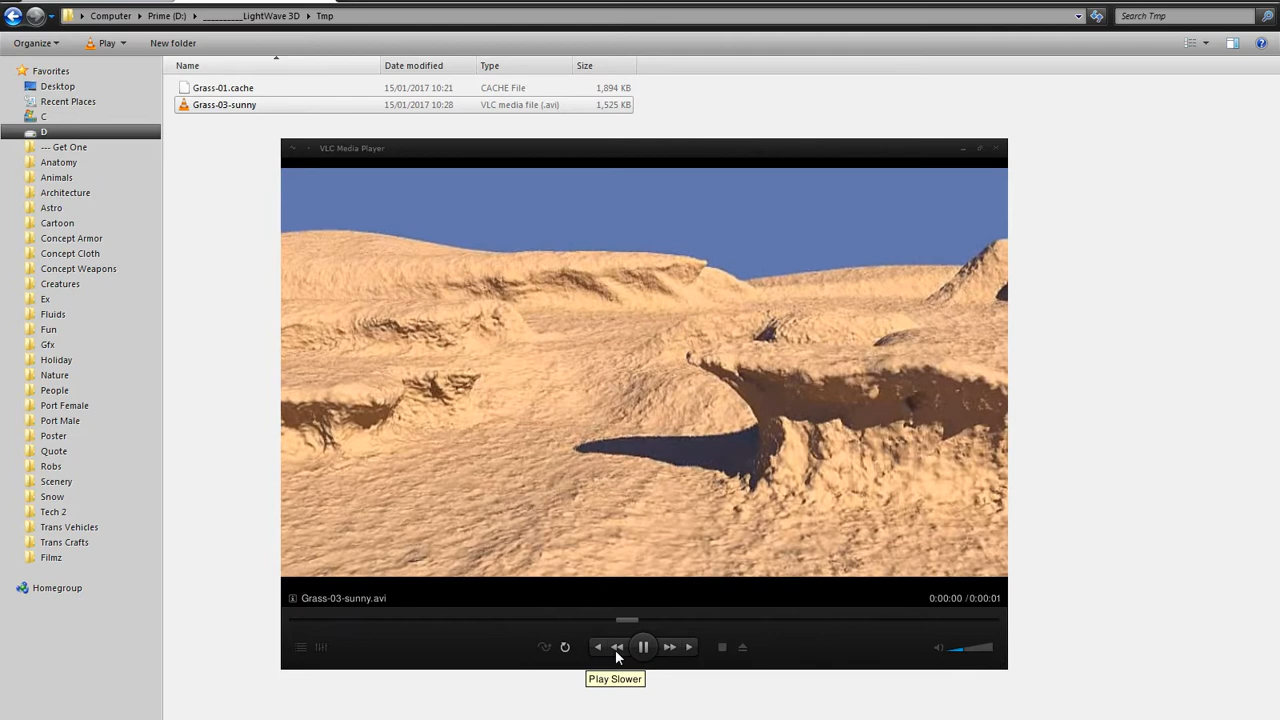 Computer Prime (D:) __________LightWave 3D Tmp Search Tmp
Organize Play New folder
Name Date modified Type Size
Grass-01.cache 15/01/2017 10:21 CACHE File 1,894 KB
Grass-03-sunny 15/01/2017 10:28 VLC media file (.avi) 1,525 KB
Favorites
Desktop
Recent Places
C
D
--- Get One
Anatomy
Animals
Architecture
Astro
Cartoon
Concept Armor
Concept Cloth
Concept Weapons
Creatures
Ex
Fluids
Fun
Gfx
Holiday
Nature
People
Port Female
Port Male
Poster
Quote
Robs
Scenery
Snow
Tech 2
Trans Vehicles
Trans Crafts
Filmz
Homegroup
VLC Media Player
Grass-03-sunny.avi 0:00:00 /0:00:01
Play Slower